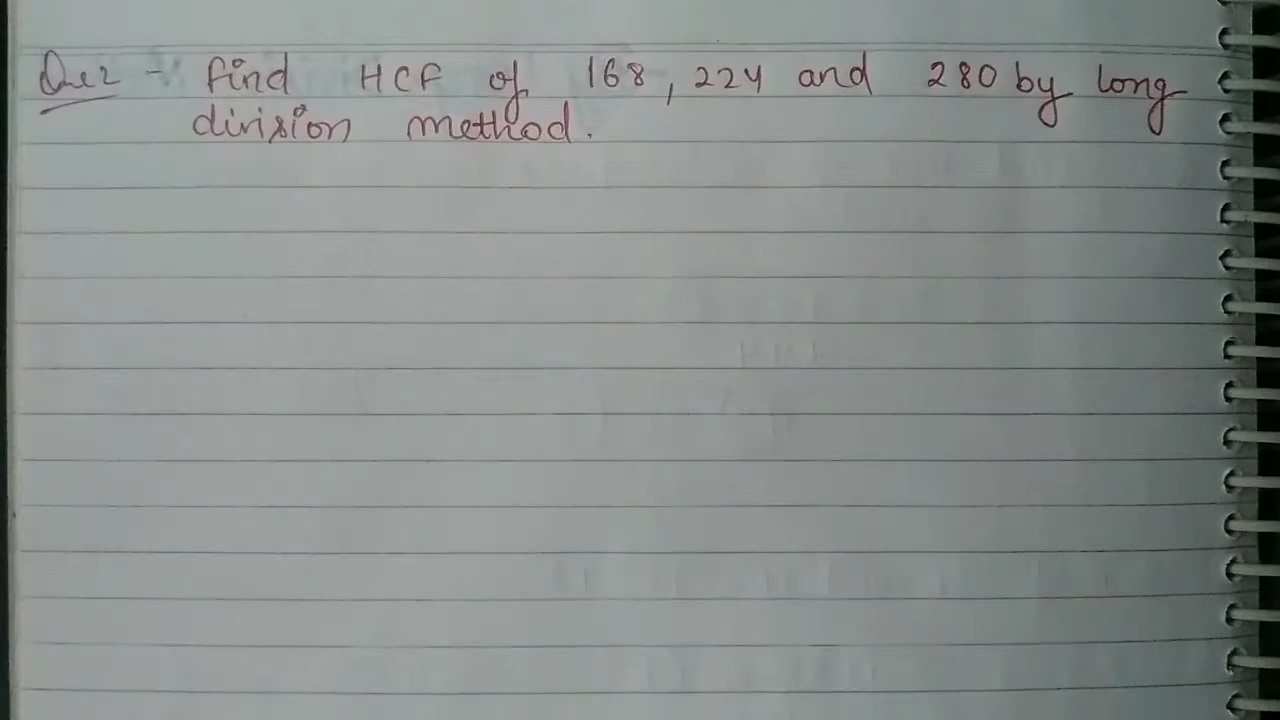 Que2 - Find HCF of 168, 224 and 280 by long
division method.